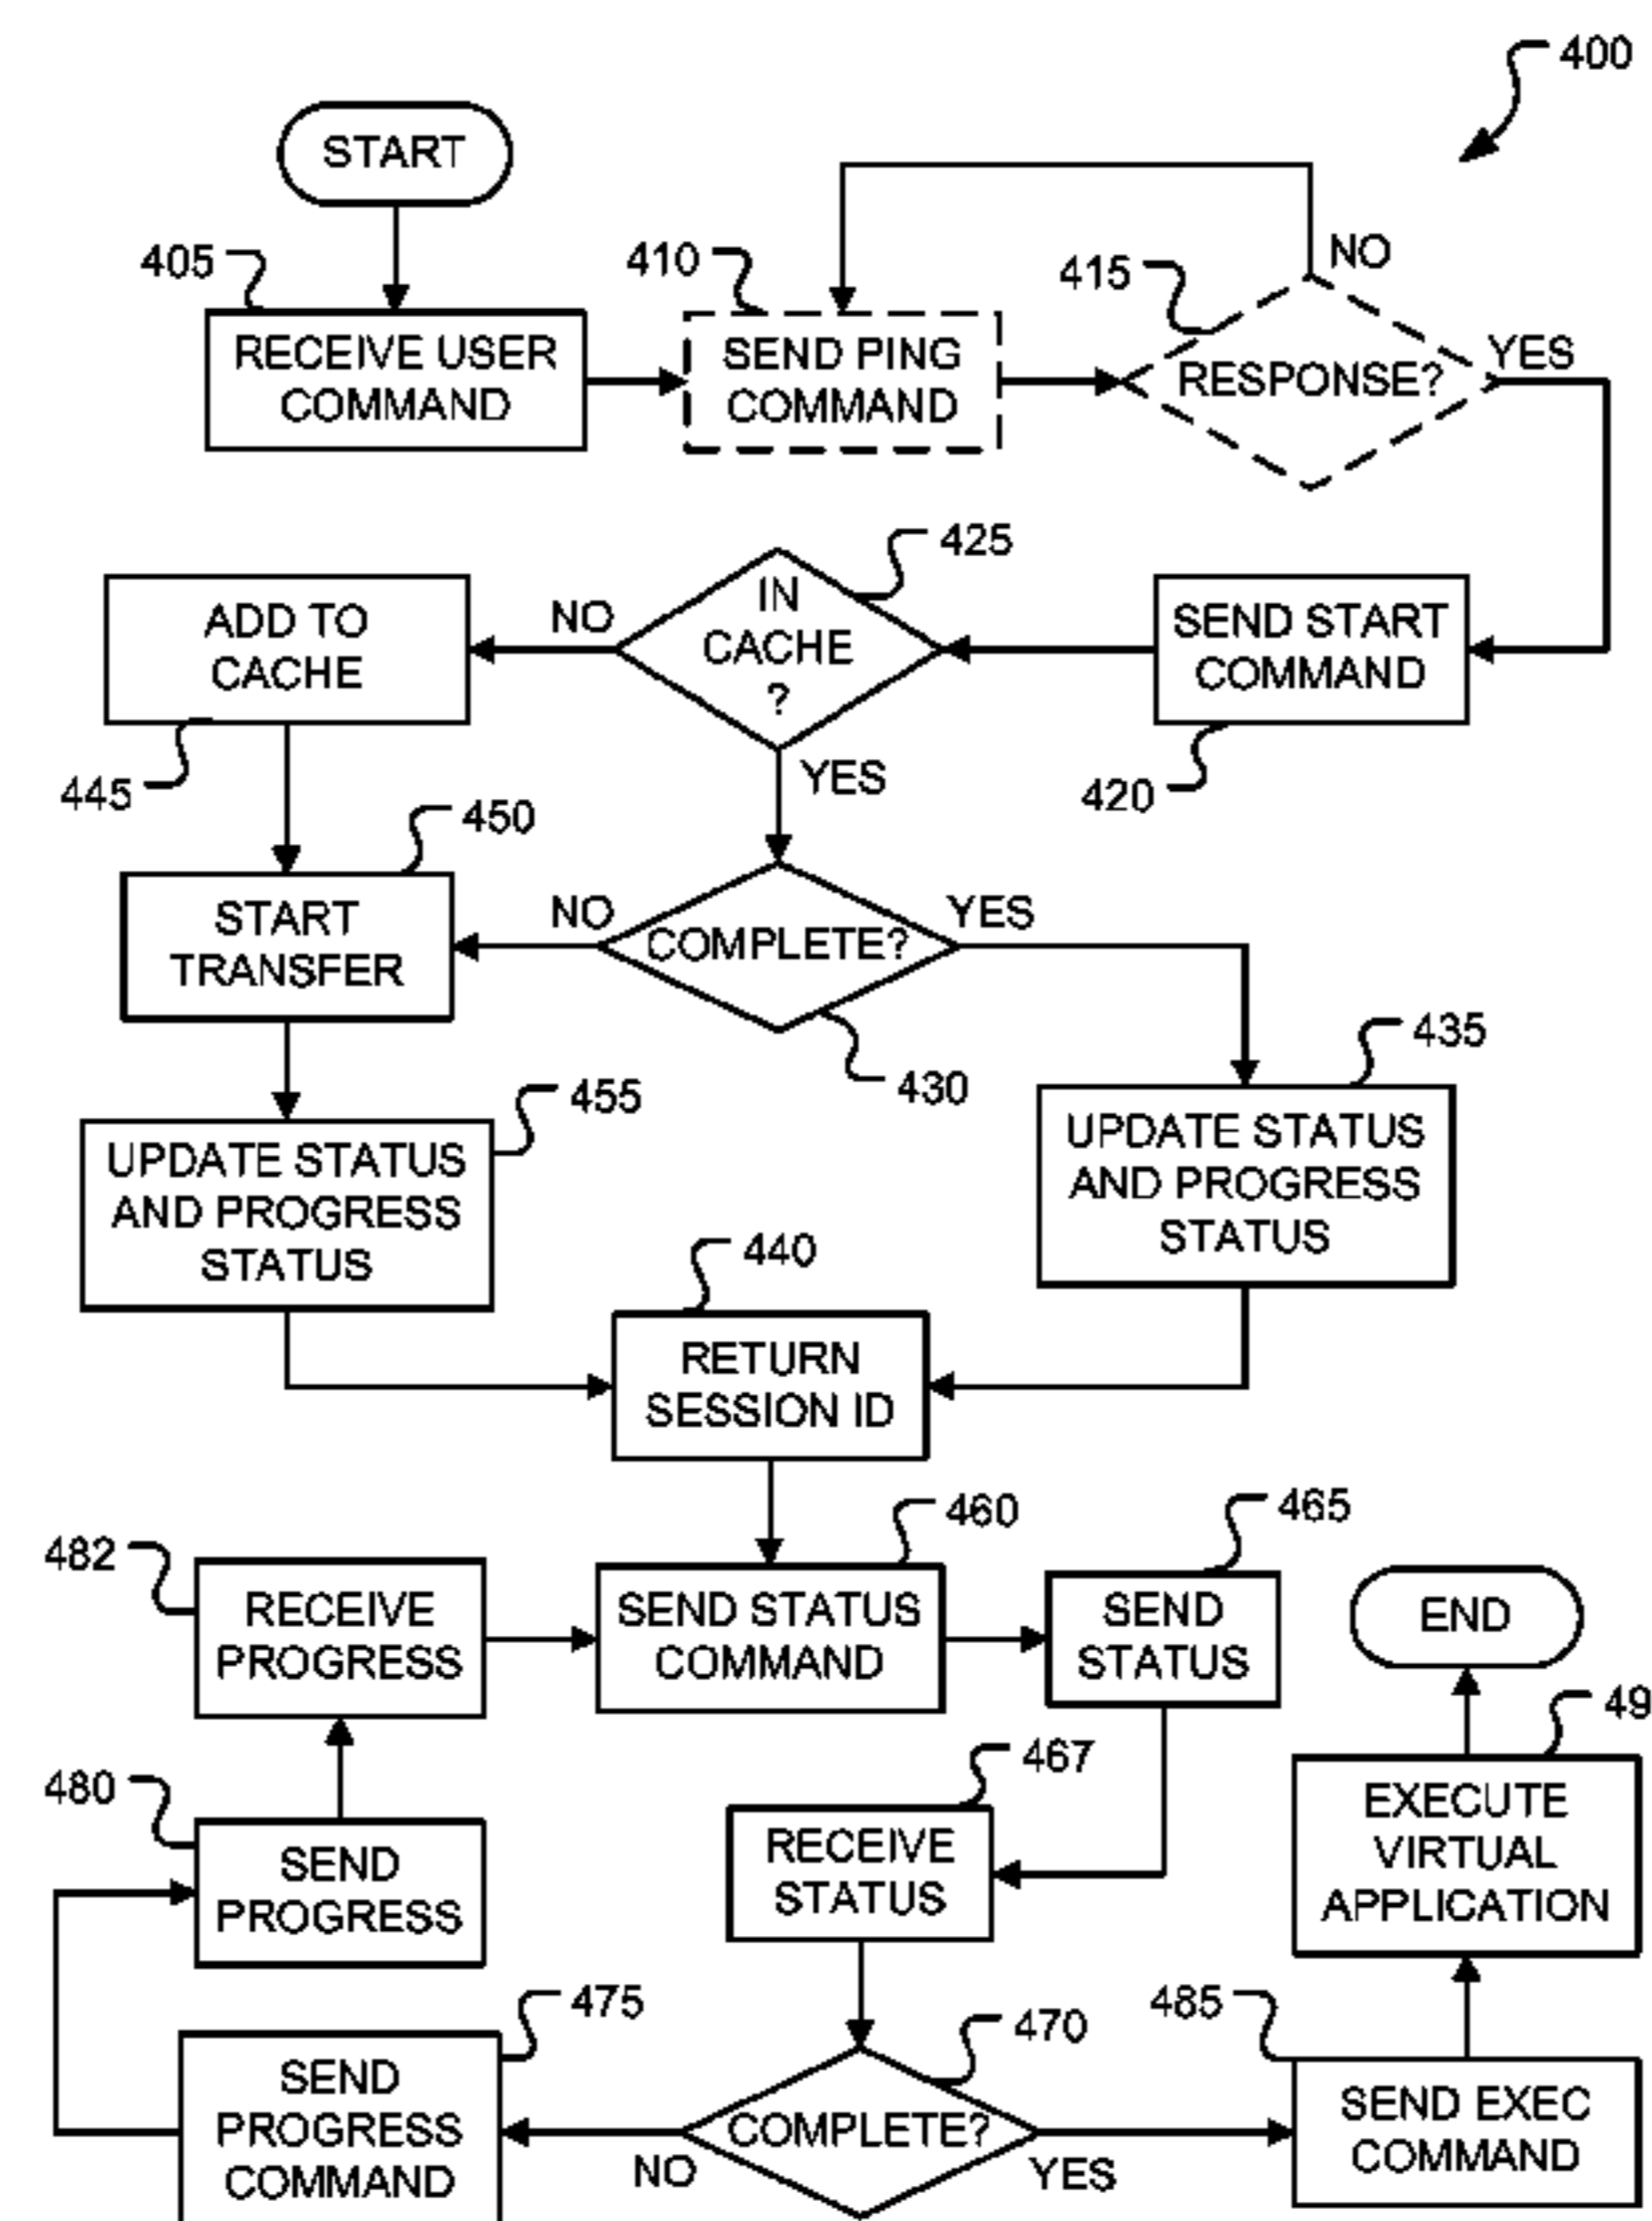 400
START
405
RECEIVE USER
COMMAND
410
SEND PING
COMMAND
415
RESPONSE?
NO
YES
425
IN
CACHE
?
NO
YES
ADD TO
CACHE
445
SEND START
COMMAND
420
450
START
TRANSFER
NO
COMPLETE?
YES
430
435
UPDATE STATUS
AND PROGRESS
STATUS
455
UPDATE STATUS
AND PROGRESS
STATUS
440
RETURN
SESSION ID
460
SEND STATUS
COMMAND
465
SEND
STATUS
482
RECEIVE
PROGRESS
END
467
RECEIVE
STATUS
49
EXECUTE
VIRTUAL
APPLICATION
480
SEND
PROGRESS
475
SEND
PROGRESS
COMMAND
470
COMPLETE?
NO
YES
485
SEND EXEC
COMMAND